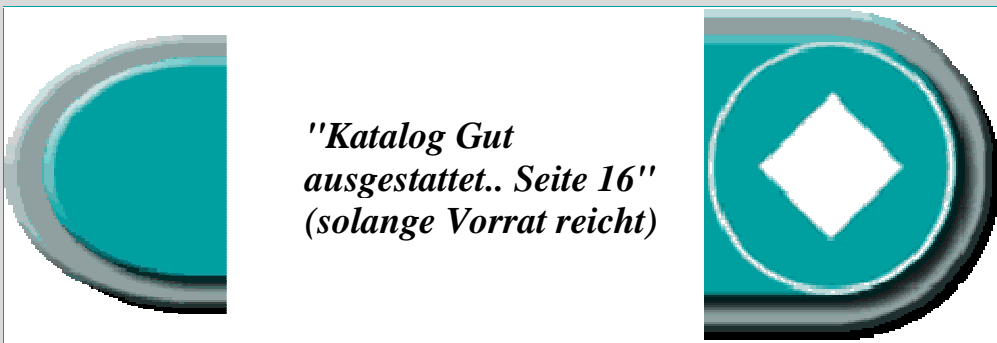 "Katalog Gut
ausgestattet.. Seite 16"
(solange Vorrat reicht)